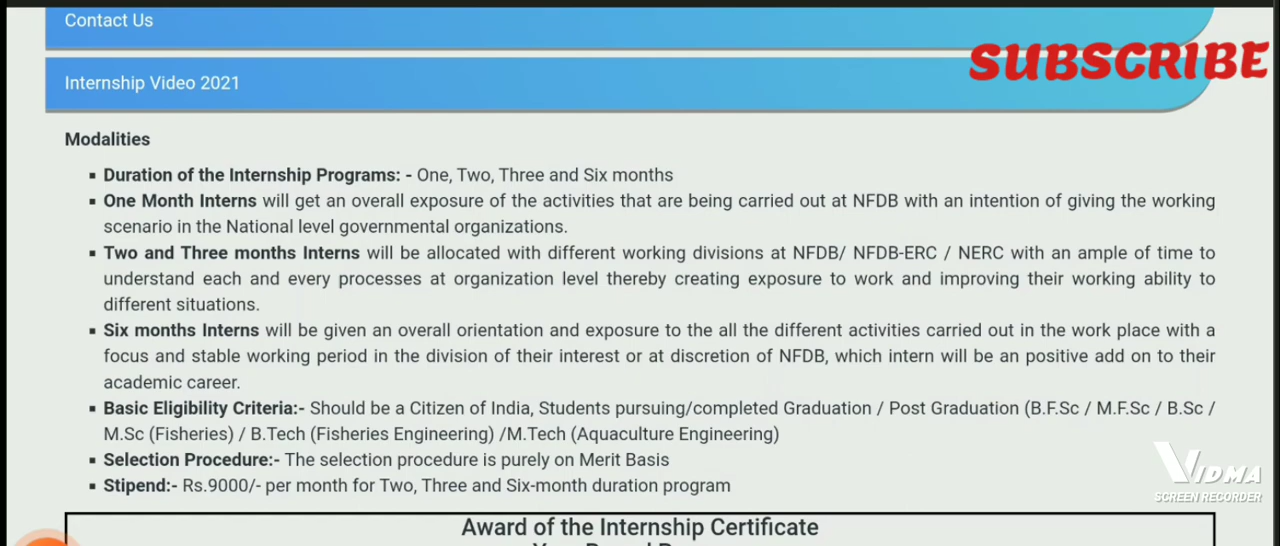 Contact Us
SUBSCRIBE
Internship Video 2021
Modalities
▪ Duration of the Internship Programs: - One, Two, Three and Six months
▪ One Month Interns will get an overall exposure of the activities that are being carried out at NFDB with an intention of giving the working
scenario in the National level governmental organizations.
▪ Two and Three months Interns will be allocated with different working divisions at NFDB/ NFDB-ERC / NERC with an ample of time to
understand each and every processes at organization level thereby creating exposure to work and improving their working ability to
different situations.
▪ Six months Interns will be given an overall orientation and exposure to the all the different activities carried out in the work place with a
focus and stable working period in the division of their interest or at discretion of NFDB, which intern will be an positive add on to their
academic career.
▪ Basic Eligibility Criteria:- Should be a Citizen of India, Students pursuing/completed Graduation / Post Graduation (B.F.Sc / M.F.Sc / B.Sc /
M.Sc (Fisheries) / B.Tech (Fisheries Engineering) /M.Tech (Aquaculture Engineering)
▪ Selection Procedure:- The selection procedure is purely on Merit Basis
▪ Stipend:- Rs.9000/- per month for Two, Three and Six-month duration program
VIDMA
SCREEN RECORDER
Award of the Internship Certificate